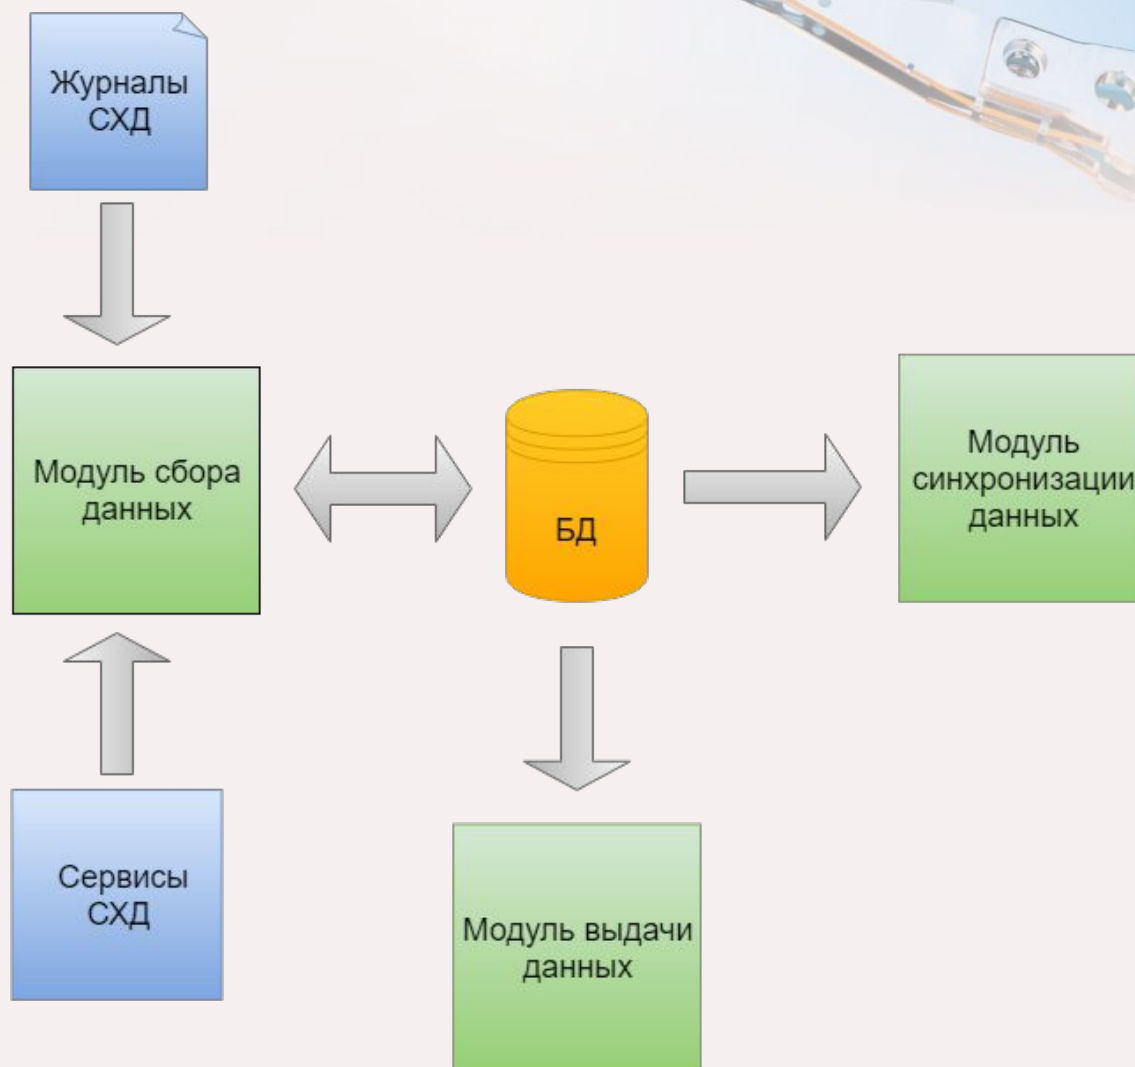 Журналы
СХД
Модуль сбора
данных
БД
Модуль
синхронизации
данных
Сервисы
СХД
Модуль выдачи
данных